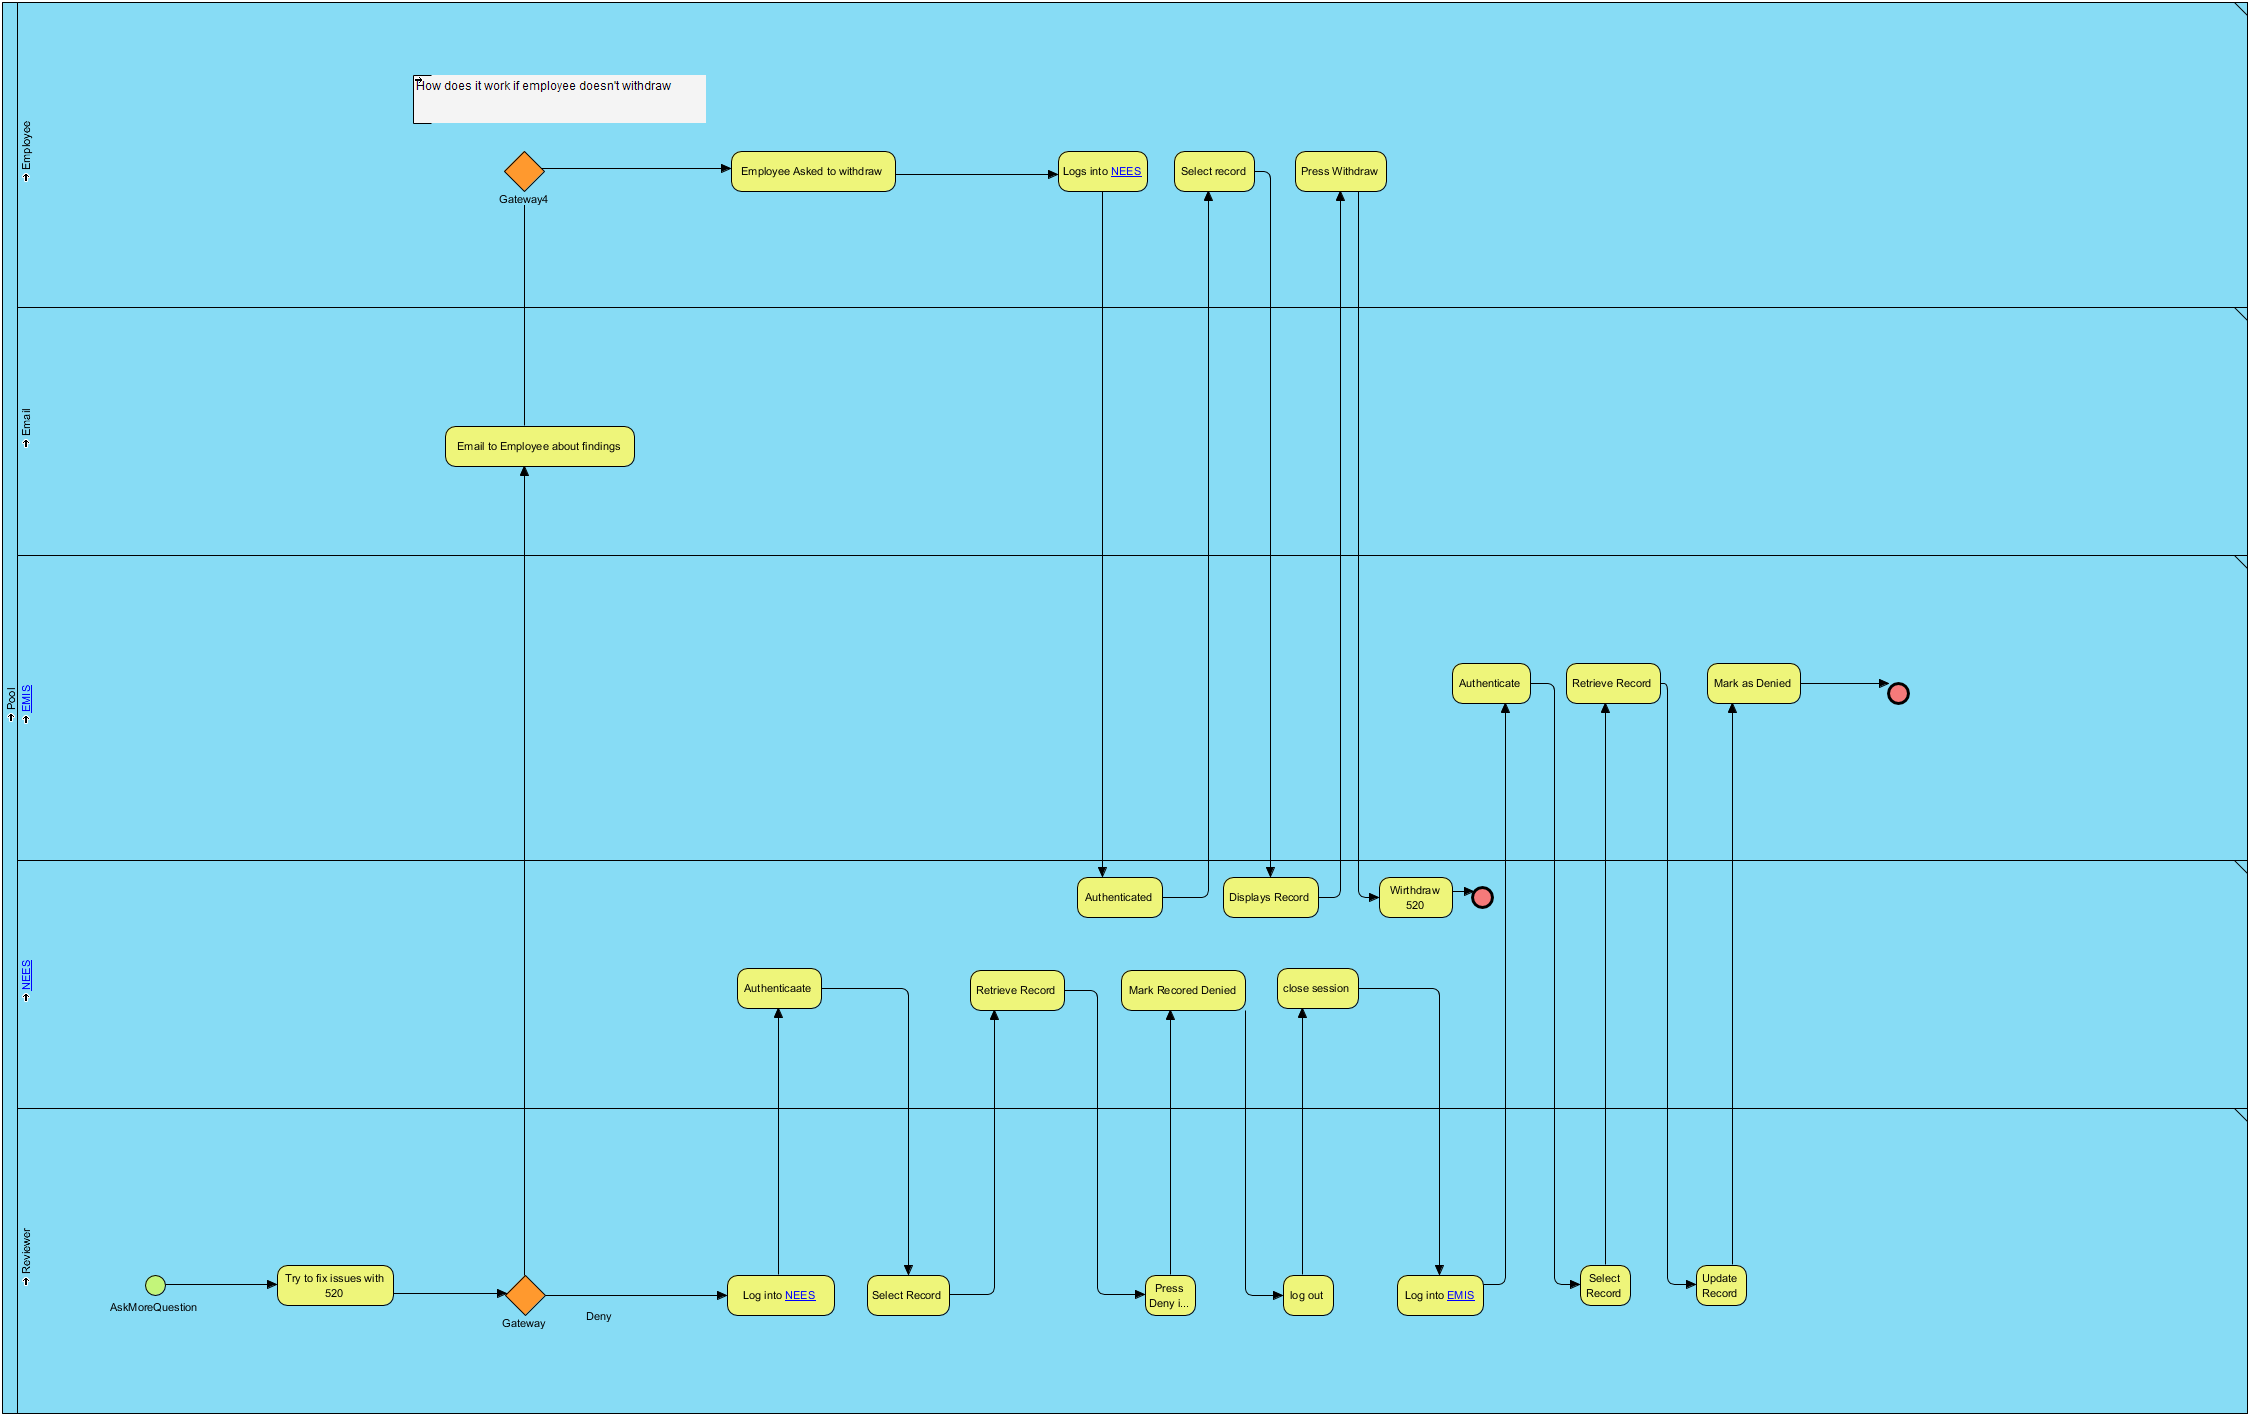 How does it work if employee doesn't withdraw
Employee
Gateway4
Employee Asked to withdraw
Logs into NEES
Select record
Press Withdraw
Email
Email to Employee about findings
Pool
EMIS
Authenticate
Retrieve Record
Mark as Denied
NEES
Authenticated
Displays Record
Wirthdraw
520
Authenticaate
Retrieve Record
Mark Recored Denied
close session
Reviewer
AskMoreQuestion
Try to fix issues with
520
Gateway
Deny
Log into NEES
Select Record
Press
Deny i...
log out
Log into EMIS
Select
Record
Update
Record